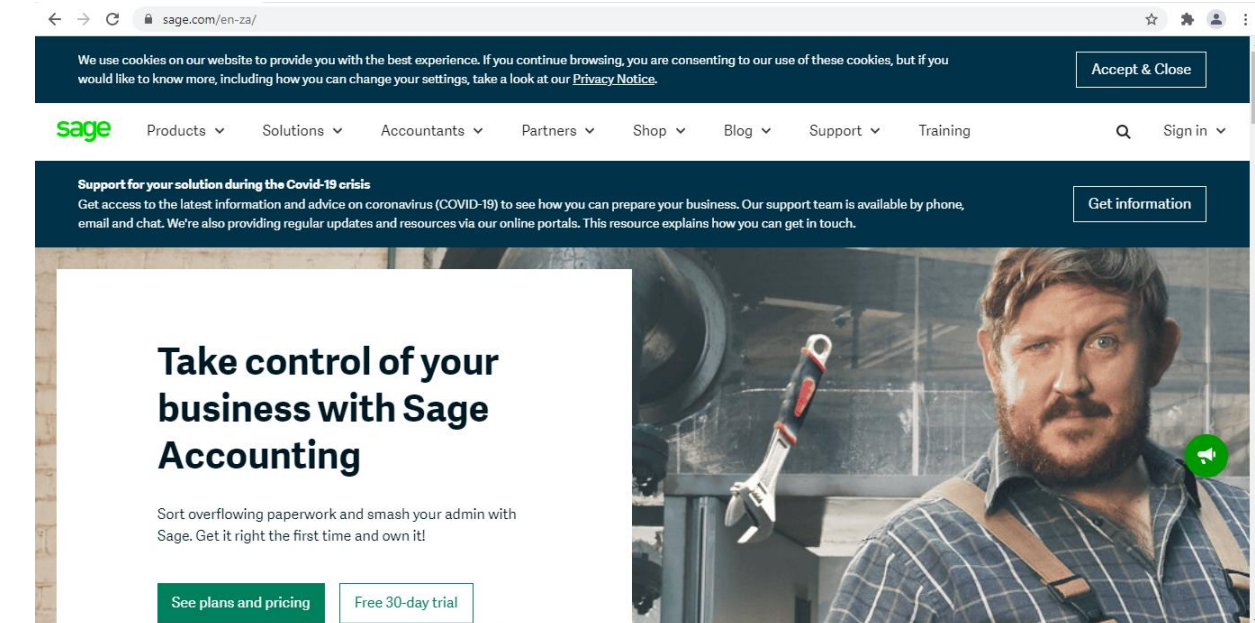 sage.com/en-za/
We use cookies on our website to provide you with the best experience. If you continue browsing, you are consenting to our use of these cookies, but if you
would like to know more, including how you can change your settings, take a look at our Privacy Notice.
Accept & Close
sage Products Solutions Accountants Partners Shop Blog Support Training Sign in
Support for your solution during the Covid-19 crisis
Get access to the latest information and advice on coronavirus (COVID-19) to see how you can prepare your business. Our support team is available by phone,
email and chat. We're also providing regular updates and resources via our online portals. This resource explains how you can get in touch.
Get information
Take control of your
business with Sage
Accounting
Sort overflowing paperwork and smash your admin with
Sage. Get it right the first time and own it!
See plans and pricing Free 30-day trial